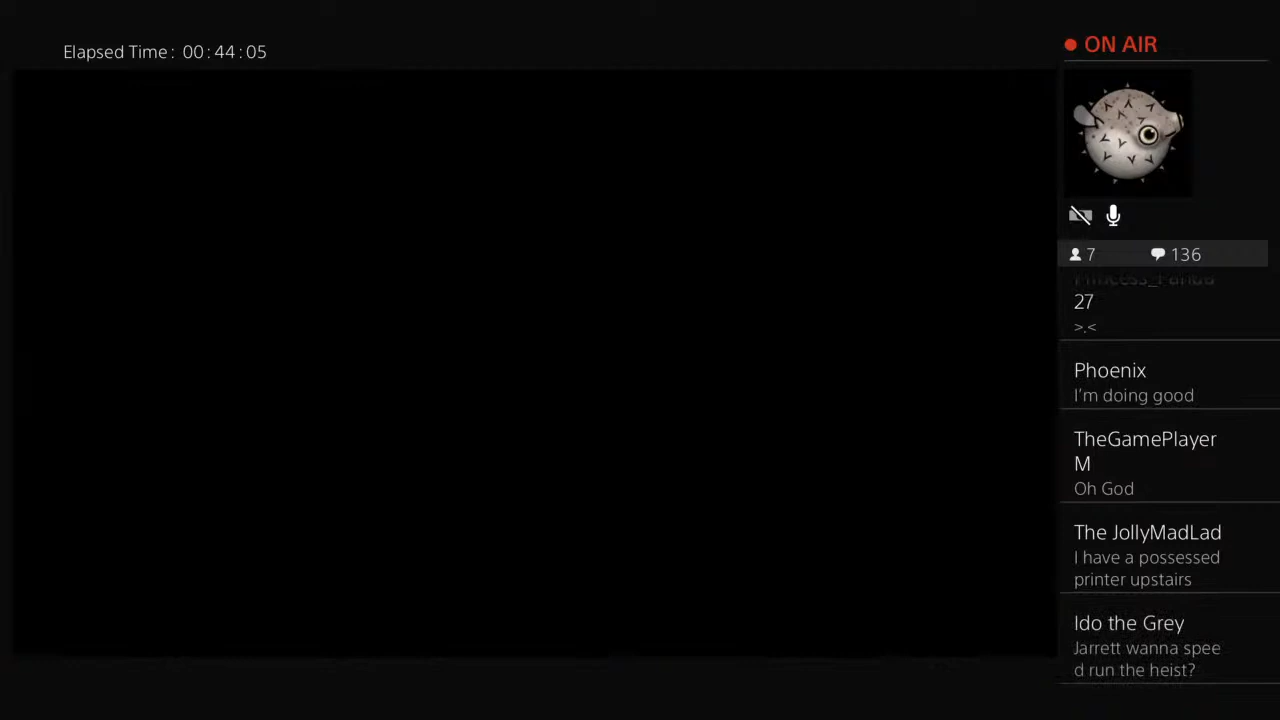 Elapsed Time: 00:44:05
ON AIR
7 136
27
>.<
Phoenix
I'm doing good
TheGamePlayer
M
Oh God
The JollyMadLad
I have a possessed
printer upstairs
Ido the Grey
Jarrett wanna spee
d run the heist?